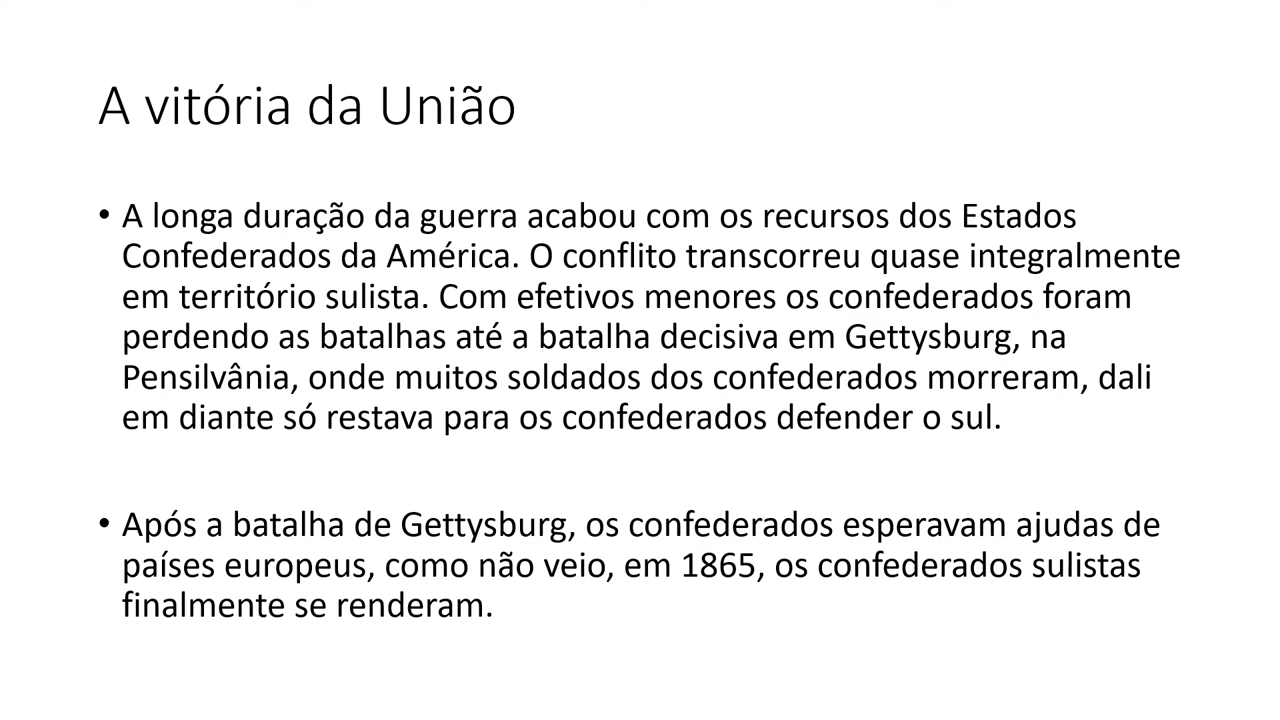 A vitória da União
• A longa duração da guerra acabou com os recursos dos Estados
Confederados da América. O conflito transcorreu quase integralmente
em território sulista. Com efetivos menores os confederados foram
perdendo as batalhas até a batalha decisiva em Gettysburg, na
Pensilvânia, onde muitos soldados dos confederados morreram, dali
em diante só restava para os confederados defender o sul.
• Após a batalha de Gettysburg, os confederados esperavam ajudas de
países europeus, como não veio, em 1865, os confederados sulistas
finalmente se renderam.